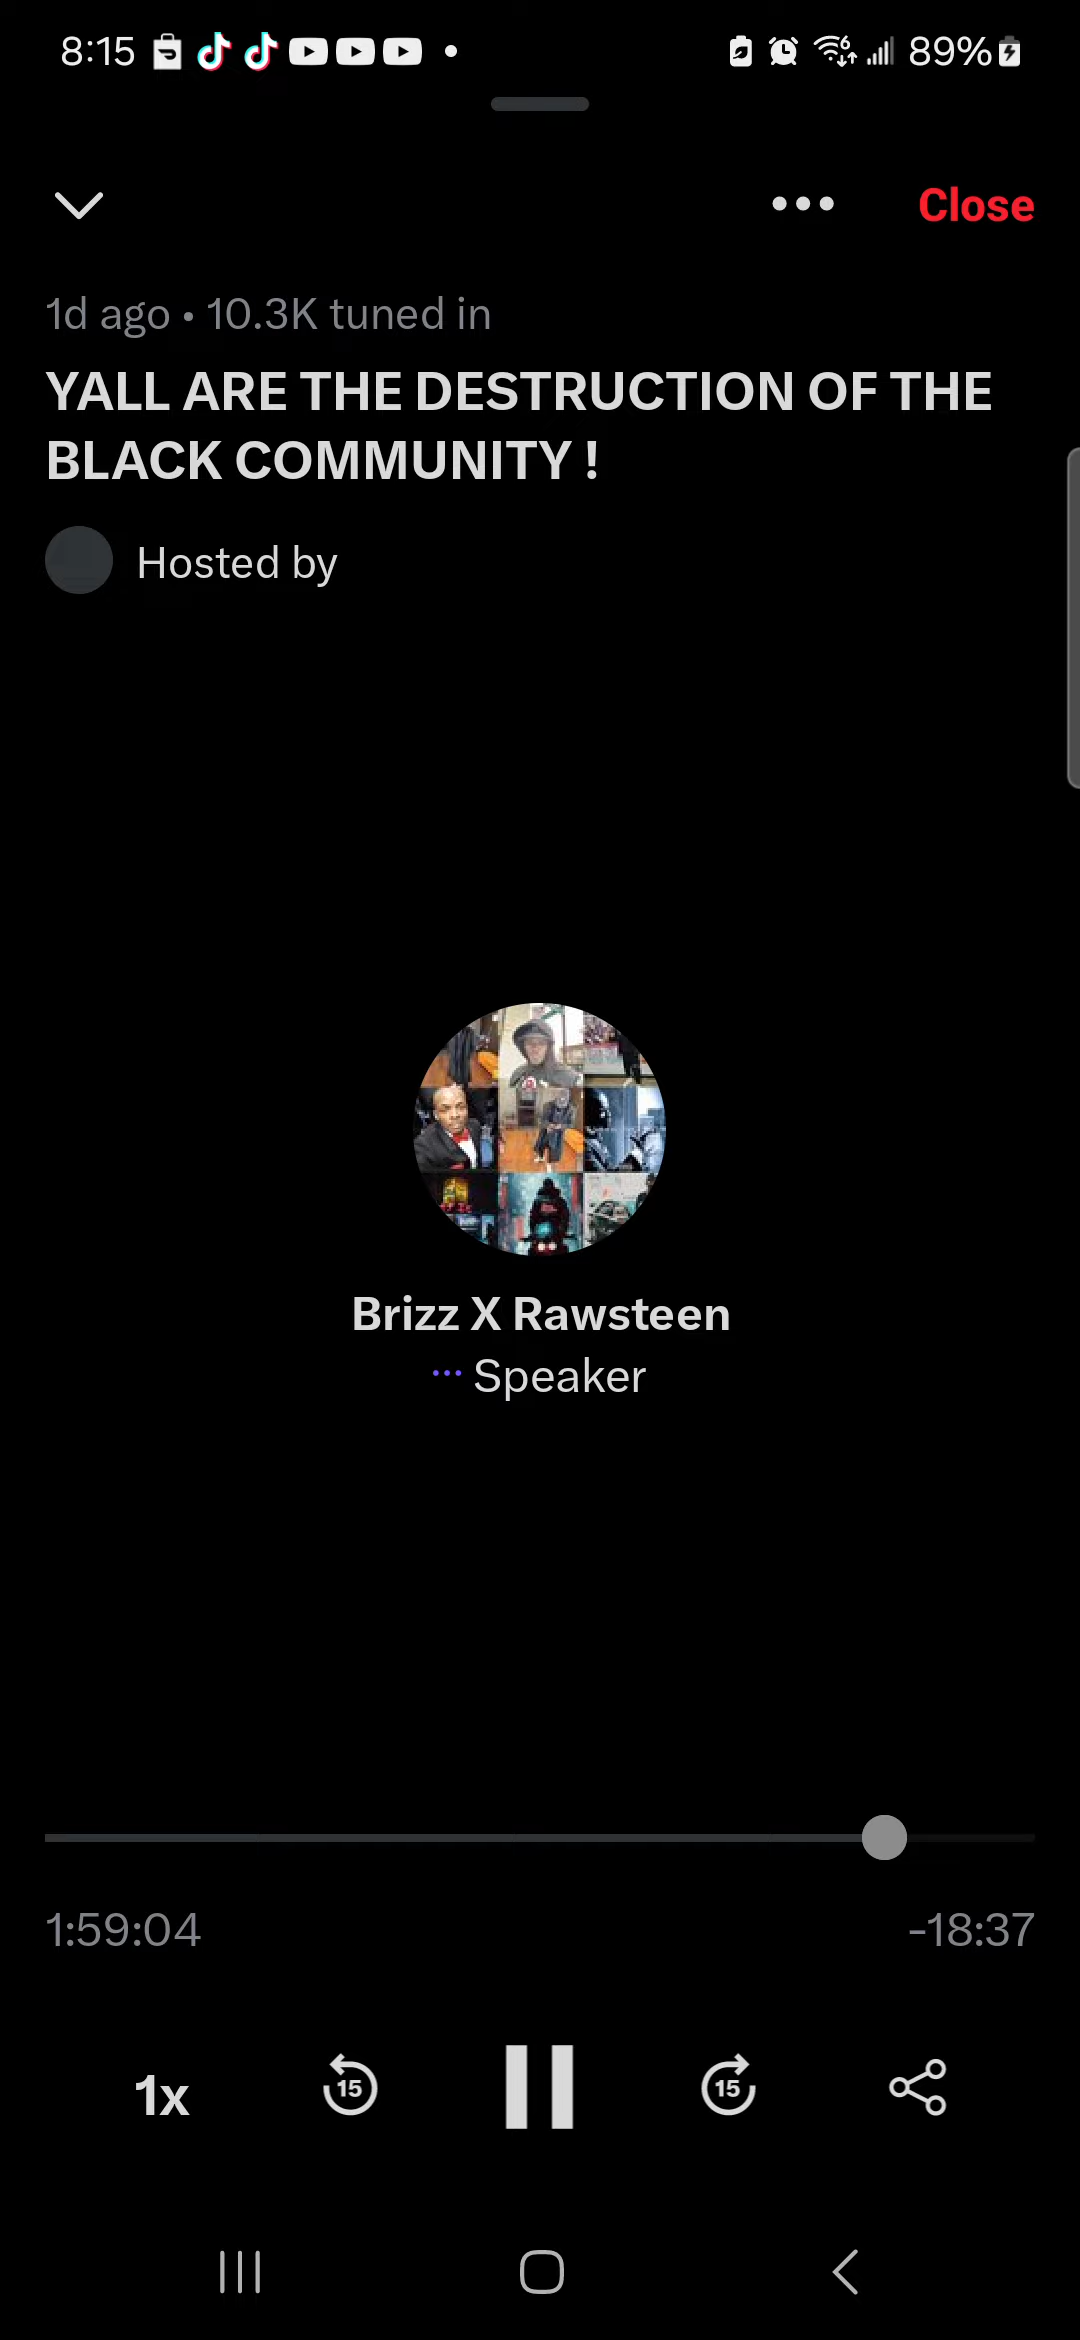 8:15 89%
Close
1d ago • 10.3K tuned in
YALL ARE THE DESTRUCTION OF THE
BLACK COMMUNITY !
Hosted by
Brizz X Rawsteen
Speaker
1:59:04 -18:37
1x 15 15